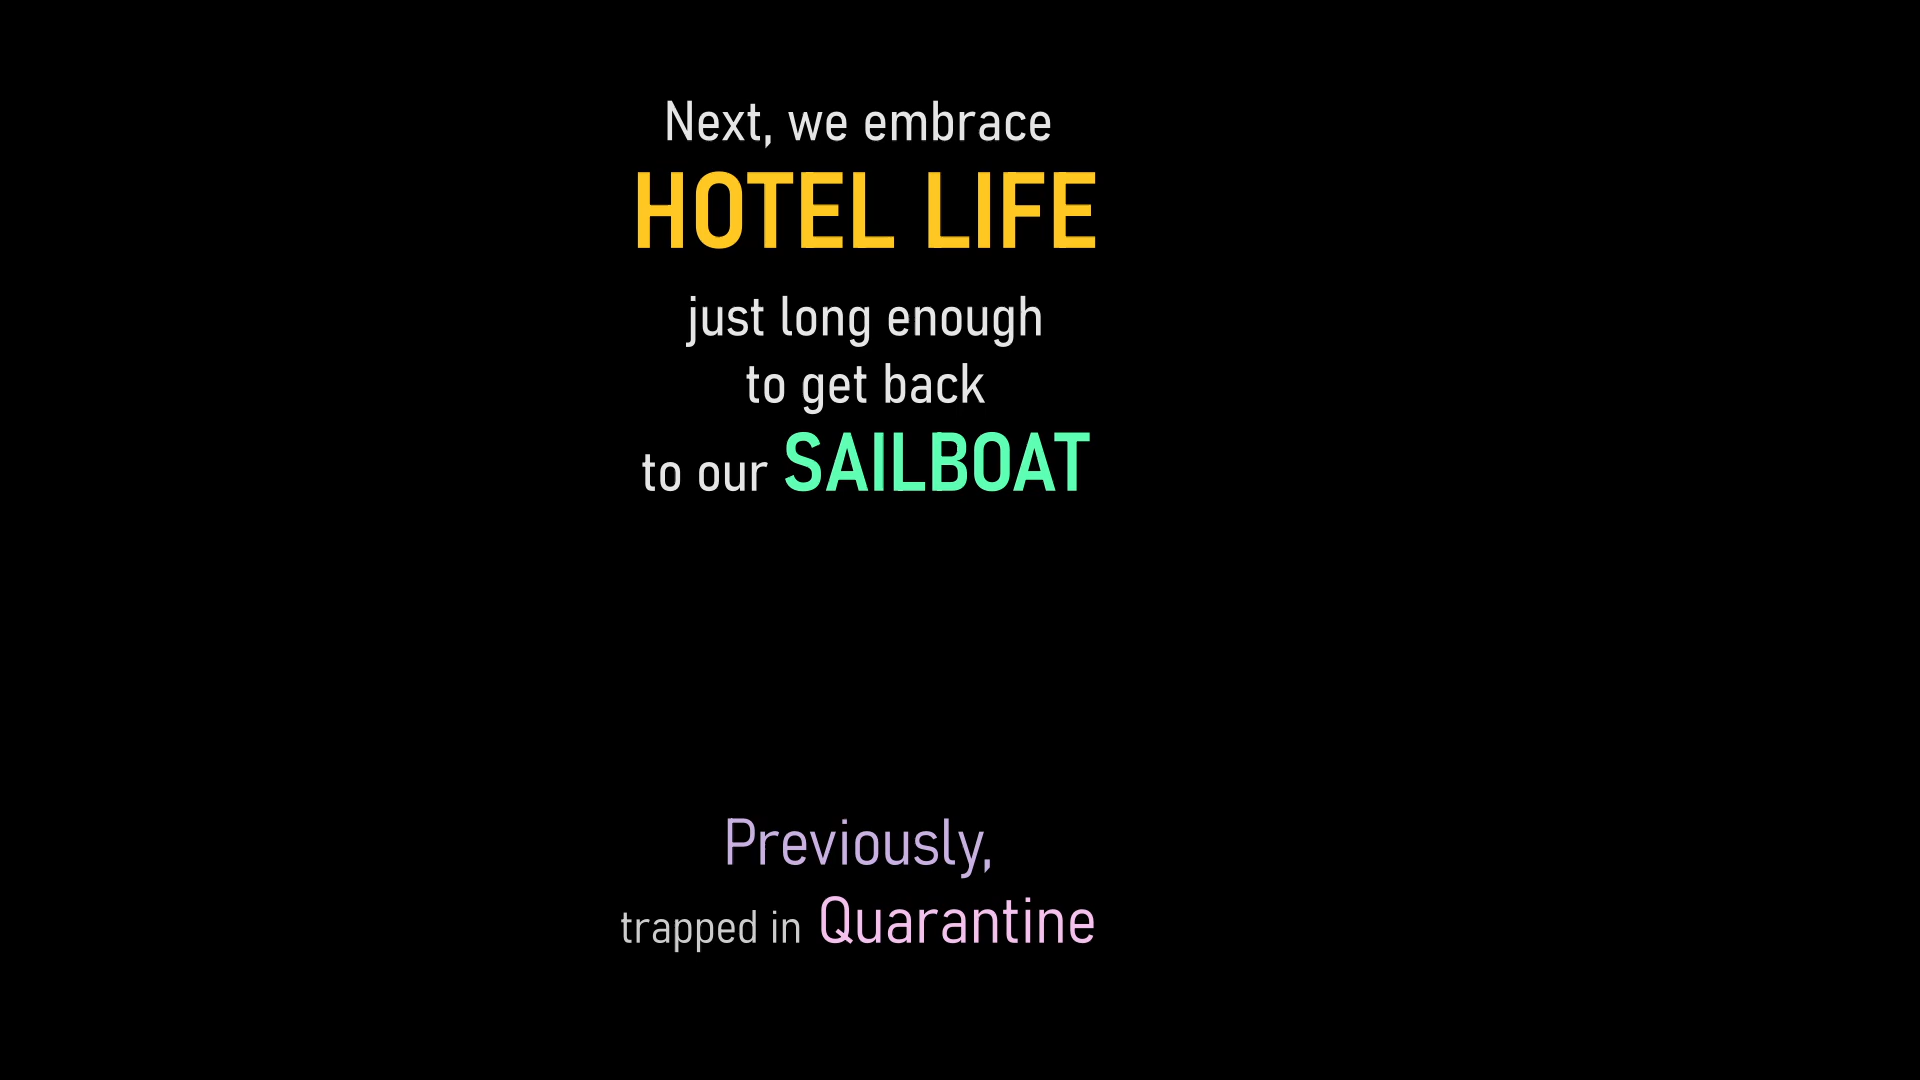 Next, we embrace
HOTEL LIFE
just long enough
to get back
to our SAILBOAT
Previously,
trapped in Quarantine